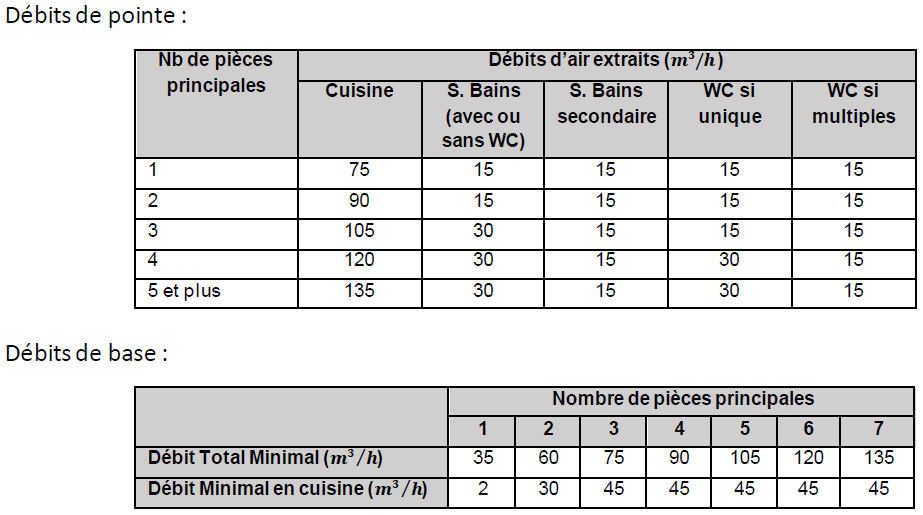 Débits de pointe :
Nb de pièces principales | Débits d'air extraits (m³/h)
Cuisine | S. Bains (avec ou sans WC) | S. Bains secondaire | WC si unique | WC si multiples
1 | 75 | 15 | 15 | 15 | 15
2 | 90 | 15 | 15 | 15 | 15
3 | 105 | 30 | 15 | 15 | 15
4 | 120 | 30 | 15 | 30 | 15
5 et plus | 135 | 30 | 15 | 30 | 15
Débits de base :
Nombre de pièces principales
1 | 2 | 3 | 4 | 5 | 6 | 7
Débit Total Minimal (m³/h) | 35 | 60 | 75 | 90 | 105 | 120 | 135
Débit Minimal en cuisine (m³/h) | 2 | 30 | 45 | 45 | 45 | 45 | 45